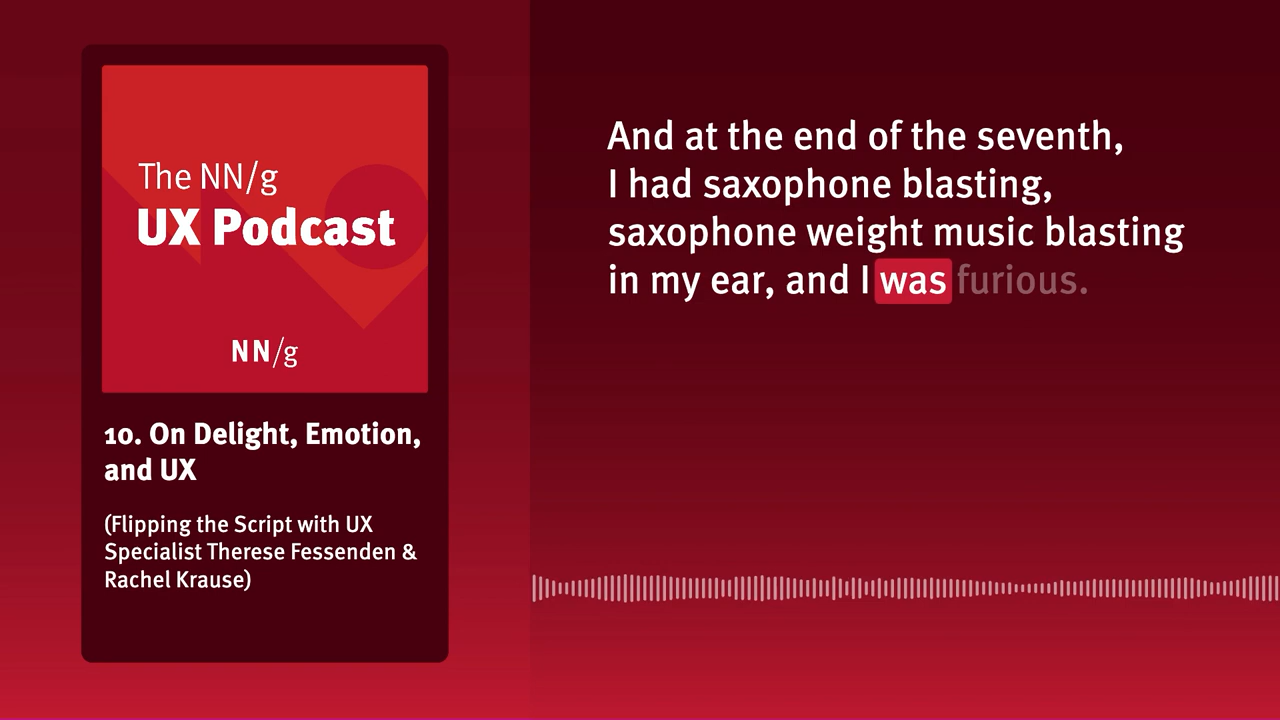 The NN/g
UX Podcast
NN/g
10. On Delight, Emotion,
and UX
(Flipping the Script with UX
Specialist Therese Fessenden &
Rachel Krause)
And at the end of the seventh,
I had saxophone blasting,
saxophone weight music blasting
in my ear, and I was furious.